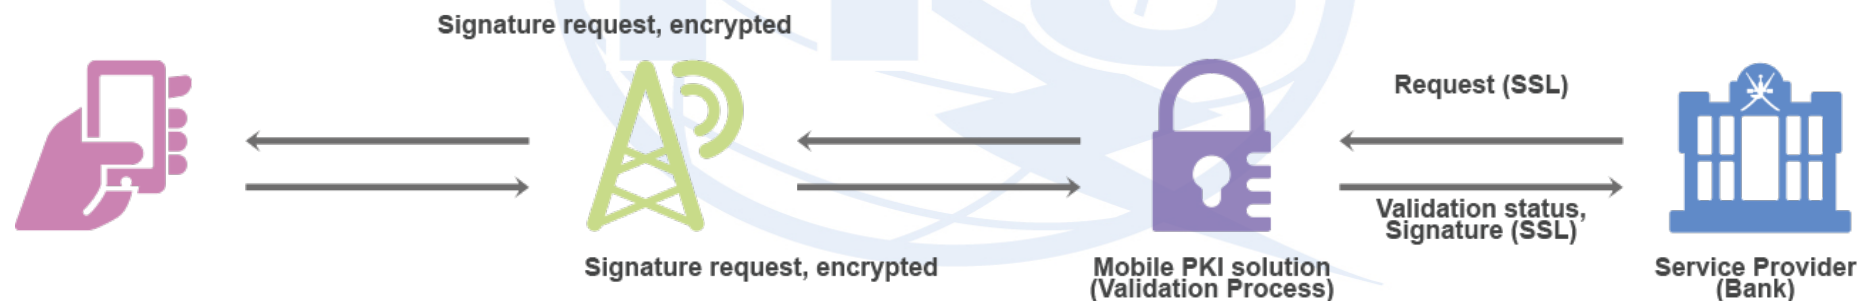 Signature request, encrypted
Request (SSL)
Validation status,
Signature (SSL)
Signature request, encrypted
Mobile PKI solution
(Validation Process)
Service Provider
(Bank)